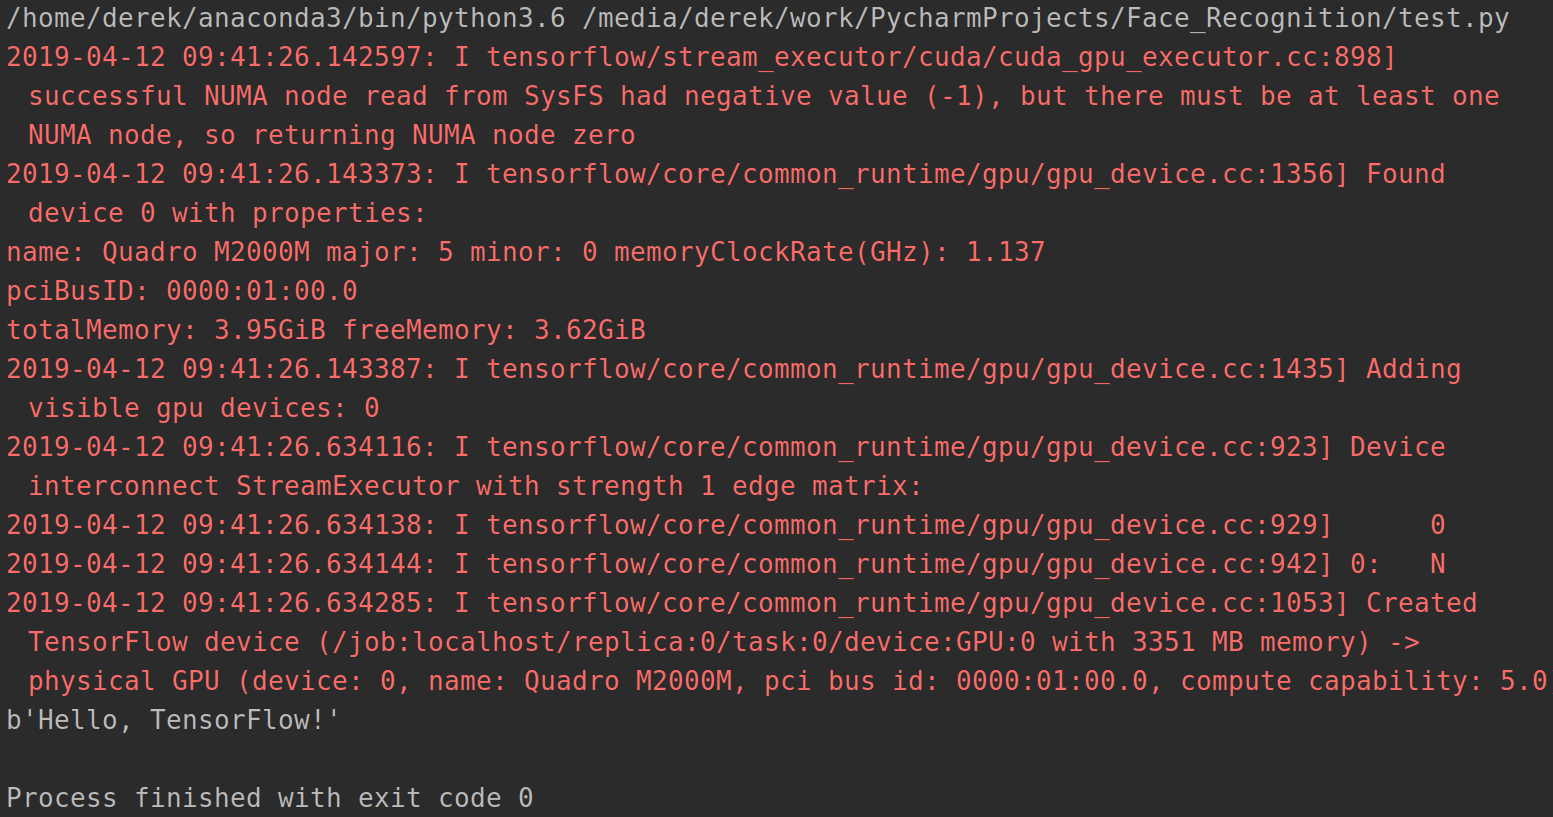 /home/derek/anaconda3/bin/python3.6 /media/derek/work/PycharmProjects/Face_Recognition/test.py
2019-04-12 09:41:26.142597: I tensorflow/stream_executor/cuda/cuda_gpu_executor.cc:898]
successful NUMA node read from SysFS had negative value (-1), but there must be at least one
NUMA node, so returning NUMA node zero
2019-04-12 09:41:26.143373: I tensorflow/core/common_runtime/gpu/gpu_device.cc:1356] Found
device 0 with properties:
name: Quadro M2000M major: 5 minor: 0 memoryClockRate(GHz): 1.137
pciBusID: 0000:01:00.0
totalMemory: 3.95GiB freeMemory: 3.62GiB
2019-04-12 09:41:26.143387: I tensorflow/core/common_runtime/gpu/gpu_device.cc:1435] Adding
visible gpu devices: 0
2019-04-12 09:41:26.634116: I tensorflow/core/common_runtime/gpu/gpu_device.cc:923] Device
interconnect StreamExecutor with strength 1 edge matrix:
2019-04-12 09:41:26.634138: I tensorflow/core/common_runtime/gpu/gpu_device.cc:929]      0
2019-04-12 09:41:26.634144: I tensorflow/core/common_runtime/gpu/gpu_device.cc:942] 0:   N
2019-04-12 09:41:26.634285: I tensorflow/core/common_runtime/gpu/gpu_device.cc:1053] Created
TensorFlow device (/job:localhost/replica:0/task:0/device:GPU:0 with 3351 MB memory) ->
physical GPU (device: 0, name: Quadro M2000M, pci bus id: 0000:01:00.0, compute capability: 5.0
b'Hello, TensorFlow!'
Process finished with exit code 0